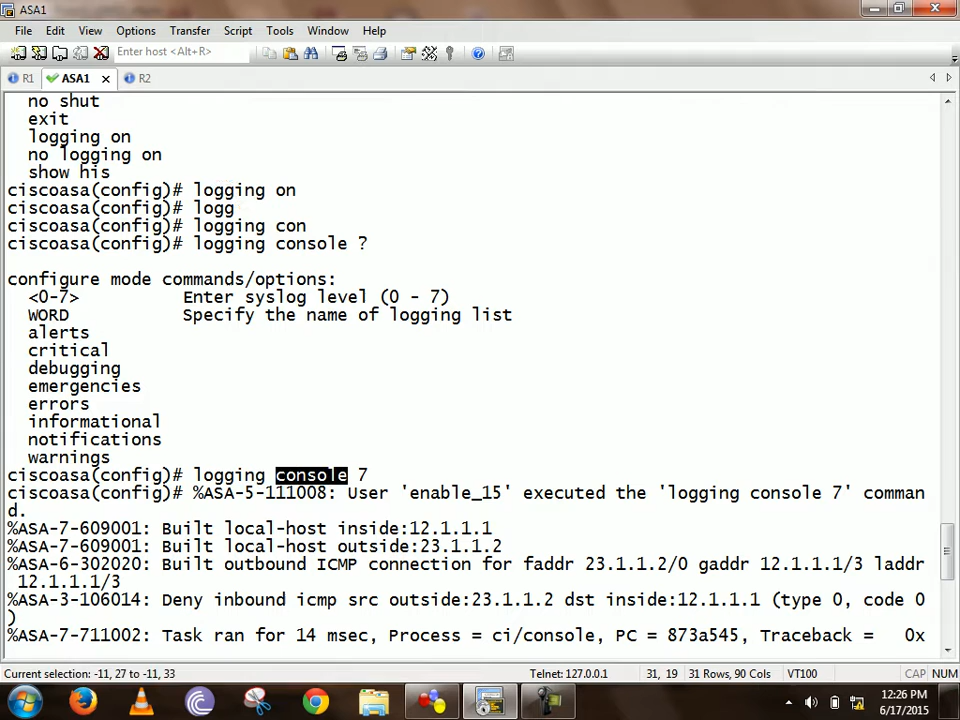 ASA1
File Edit View Options Transfer Script Tools Window Help
Enter host <Alt+R>
R1 ASA1 x R2
no shut
exit
logging on
no logging on
show his
ciscoasa(config)# logging on
ciscoasa(config)# logg
ciscoasa(config)# logging con
ciscoasa(config)# logging console ?
configure mode commands/options:
<0-7> Enter syslog level (0 - 7)
WORD Specify the name of logging list
alerts
critical
debugging
emergencies
errors
informational
notifications
warnings
ciscoasa(config)# logging console 7
ciscoasa(config)# %ASA-5-111008: User 'enable_15' executed the 'logging console 7' comman
d.
%ASA-7-609001: Built local-host inside:12.1.1.1
%ASA-7-609001: Built local-host outside:23.1.1.2
%ASA-6-302020: Built outbound ICMP connection for faddr 23.1.1.2/0 gaddr 12.1.1.1/3 laddr
12.1.1.1/3
%ASA-3-106014: Deny inbound icmp src outside:23.1.1.2 dst inside:12.1.1.1 (type 0, code 0
)
%ASA-7-711002: Task ran for 14 msec, Process = ci/console, PC = 873a545, Traceback = 0x
Current selection: -11, 27 to -11, 33 Telnet: 127.0.0.1 31, 19 31 Rows, 90 Cols VT100 CAP NUM
12:26 PM
6/17/2015